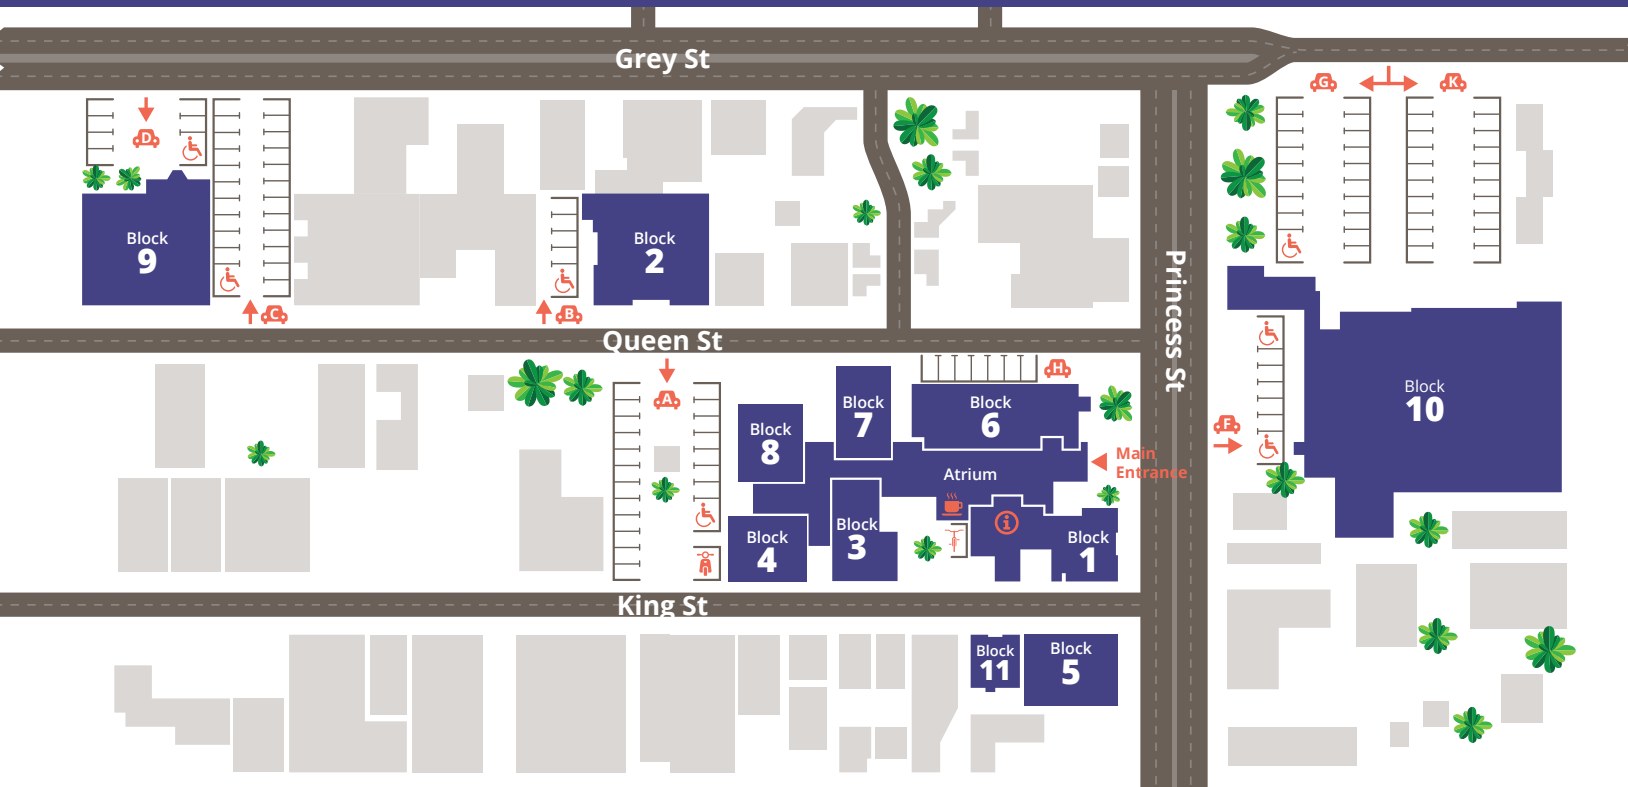 Grey St
G
K
D
Block
9
Block
2
Princess St
C
B
Queen St
H
A
Block
7
Block
6
Block
10
Block
8
F
Main
Entrance
Atrium
i
Block
4
Block
3
Block
1
King St
Block
11
Block
5